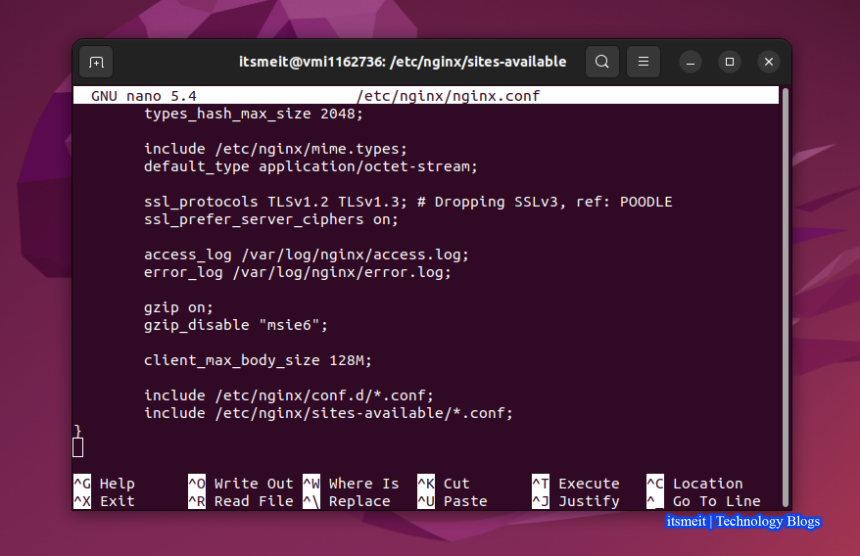 itsmeit@vmi1162736: /etc/nginx/sites-available
GNU nano 5.4 /etc/nginx/nginx.conf
types_hash_max_size 2048;
include /etc/nginx/mime.types;
default_type application/octet-stream;
ssl_protocols TLSv1.2 TLSv1.3; # Dropping SSLv3, ref: POODLE
ssl_prefer_server_ciphers on;
access_log /var/log/nginx/access.log;
error_log /var/log/nginx/error.log;
gzip on;
gzip_disable "msie6";
client_max_body_size 128M;
include /etc/nginx/conf.d/*.conf;
include /etc/nginx/sites-available/*.conf;
}
^G Help ^O Write Out ^W Where Is ^K Cut ^T Execute ^C Location
^X Exit ^R Read File ^\ Replace ^U Paste ^J Justify ^_ Go To Line
itsmeit | Technology Blogs